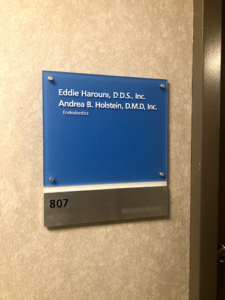 Eddie Harouni, D.D.S., Inc.
Andrea B. Holstein, D.M.D, Inc.
Endodontics
807